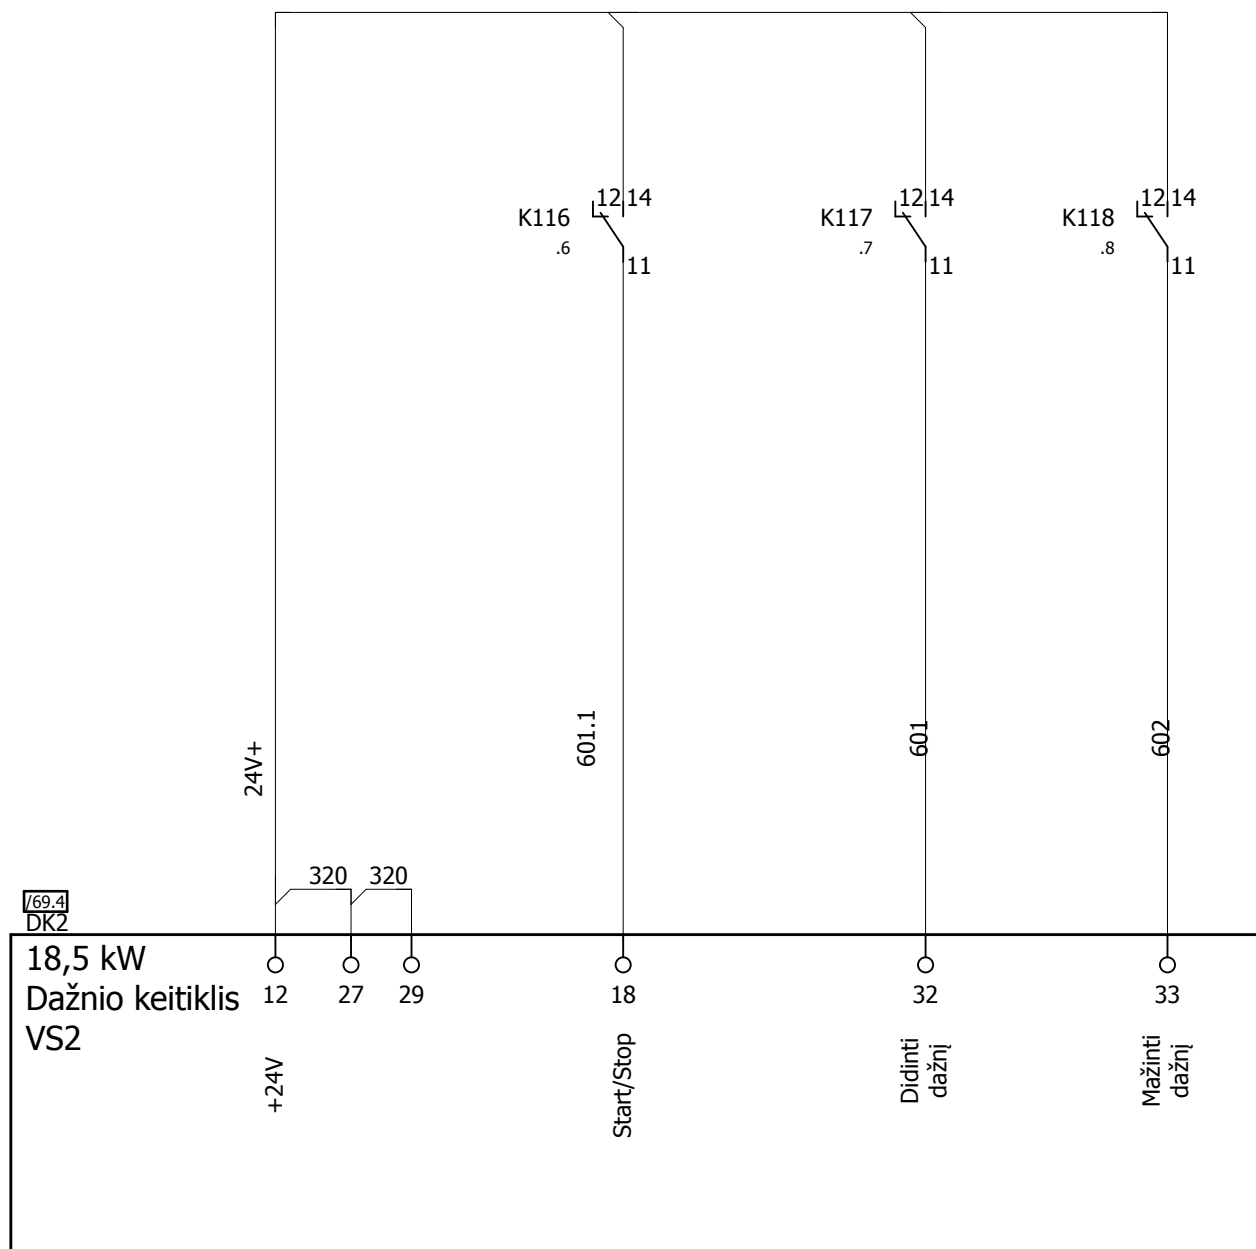 12 14
12 14
12 14
K116
K117
K118
.6
.7
.8
11
11
11
24V+
601.1
601
602
320
320
/69.4
DK2
18,5 kW
Dažnio keitiklis
VS2
12
27
29
18
32
33
+24V
Start/Stop
Didinti
dažnį
Mažinti
dažnį